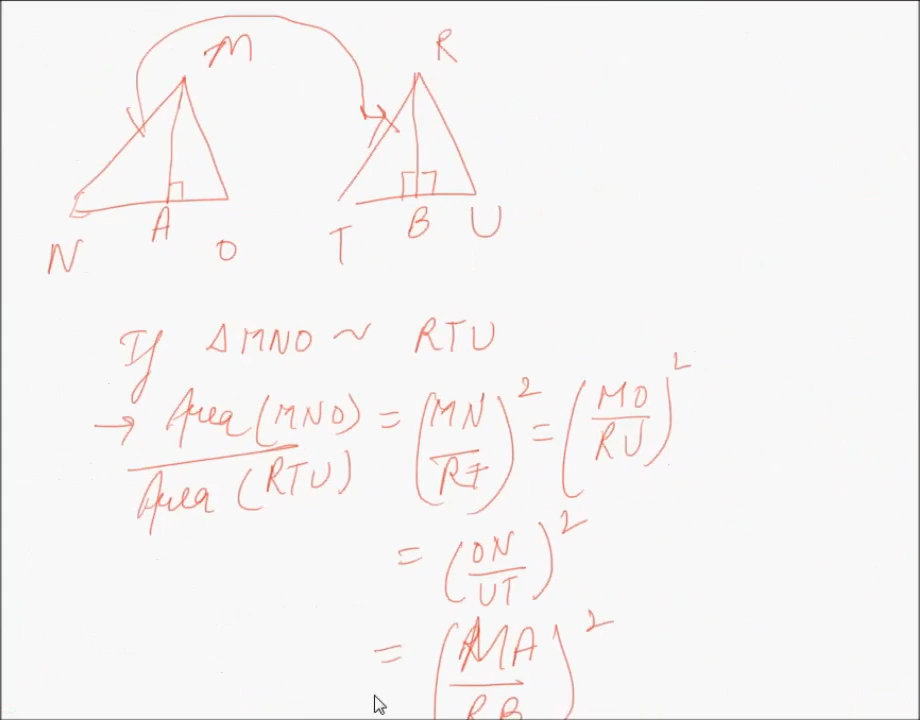 M R
N A O T B U
If ΔMNO ~ RTU
→ Area (MNO) / Area (RTU) = (MN / RT)² = (MO / RU)²
= (ON / UT)²
= (MA / RB)²